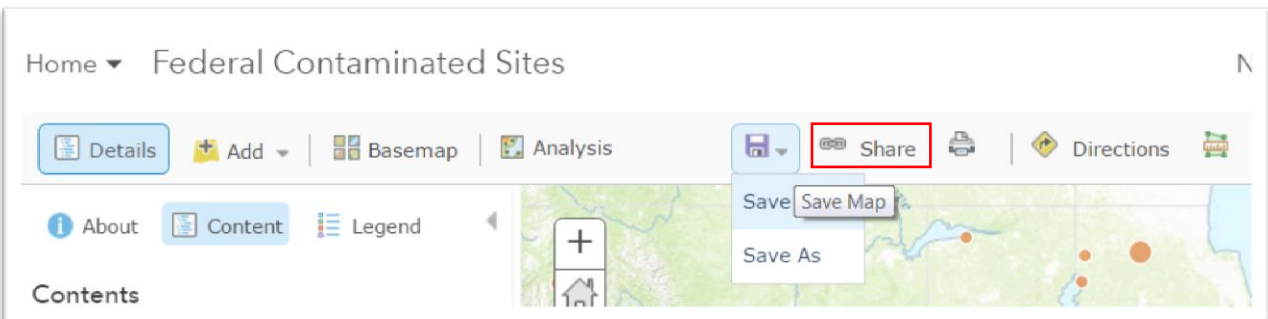 Home Federal Contaminated Sites N
Details Add Basemap Analysis Share Directions
Save Save Map
About Content Legend
Save As
Contents